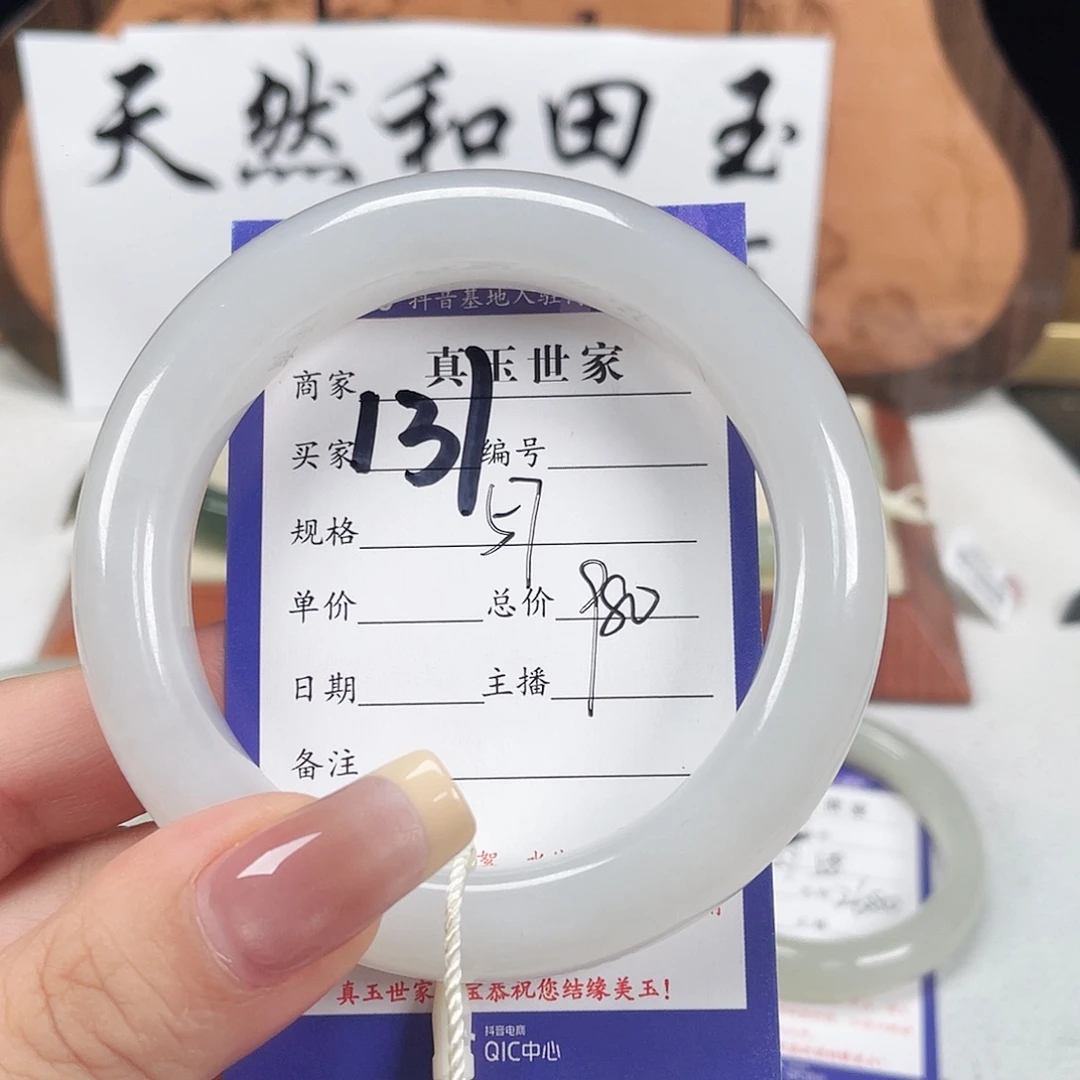 天然和田玉
抖音基地入驻
商家 真玉世家
131
买家 编号
规格 57
单价 总价 980
日期 主播
备注
真玉世家 恭祝您结缘美玉!
抖音电商
QIC中心